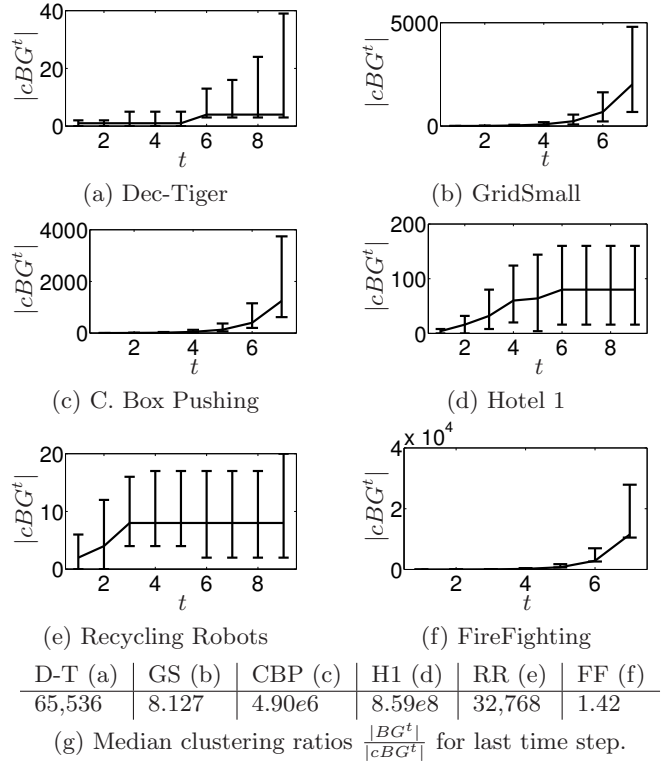 40
20
0
|cBG^t|
2 4 6 8
t
(a) Dec-Tiger
5000
0
|cBG^t|
2 4 6
t
(b) GridSmall
4000
2000
0
|cBG^t|
2 4 6
t
(c) C. Box Pushing
200
100
0
|cBG^t|
2 4 6 8
t
(d) Hotel 1
20
10
0
|cBG^t|
2 4 6 8
t
(e) Recycling Robots
x 10^4
4
2
0
|cBG^t|
2 4 6
t
(f) FireFighting
D-T (a) GS (b) CBP (c) H1 (d) RR (e) FF (f)
65,536 8.127 4.90e6 8.59e8 32,768 1.42
(g) Median clustering ratios |BG^t|/|cBG^t| for last time step.